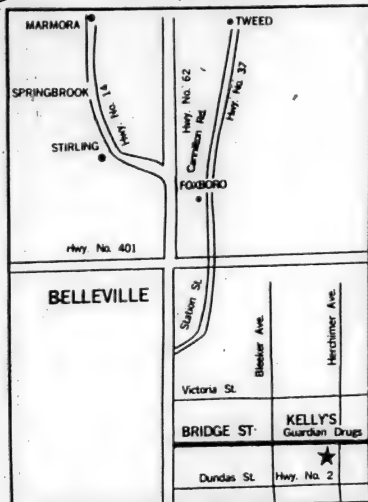 MARMORA
TWEED
SPRINGBROOK
Hwy. No. 14
Hwy. No. 62
Cannifton Rd.
Hwy. No. 37
STIRLING
FOXBORO
Hwy. No. 401
BELLEVILLE
Station St.
Bleeker Ave.
Herchimer Ave.
Victoria St.
BRIDGE ST.
KELLY'S
Guardian Drugs
Dundas St.
Hwy. No. 2